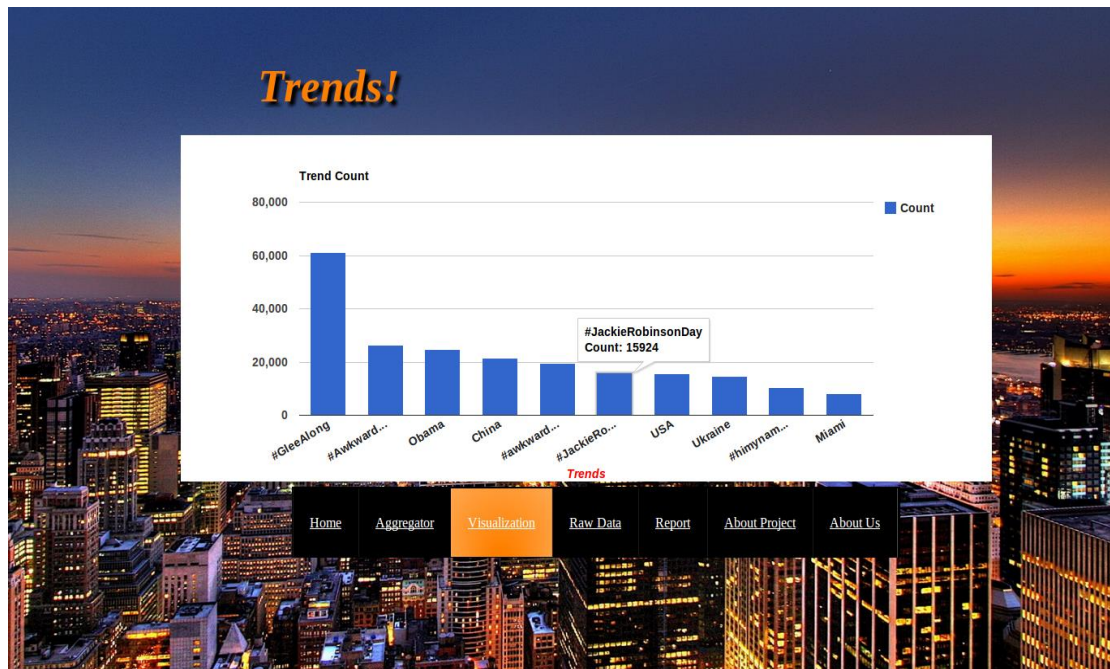 Trends!
Trend Count
80,000
60,000
40,000
20,000
0
Count
#JackieRobinsonDay
Count: 15924
#GleeAlong
#Awkward...
Obama
China
#awkward...
#JackieRo...
USA
Ukraine
#himynam...
Miami
Trends
Home
Aggregator
Visualization
Raw Data
Report
About Project
About Us